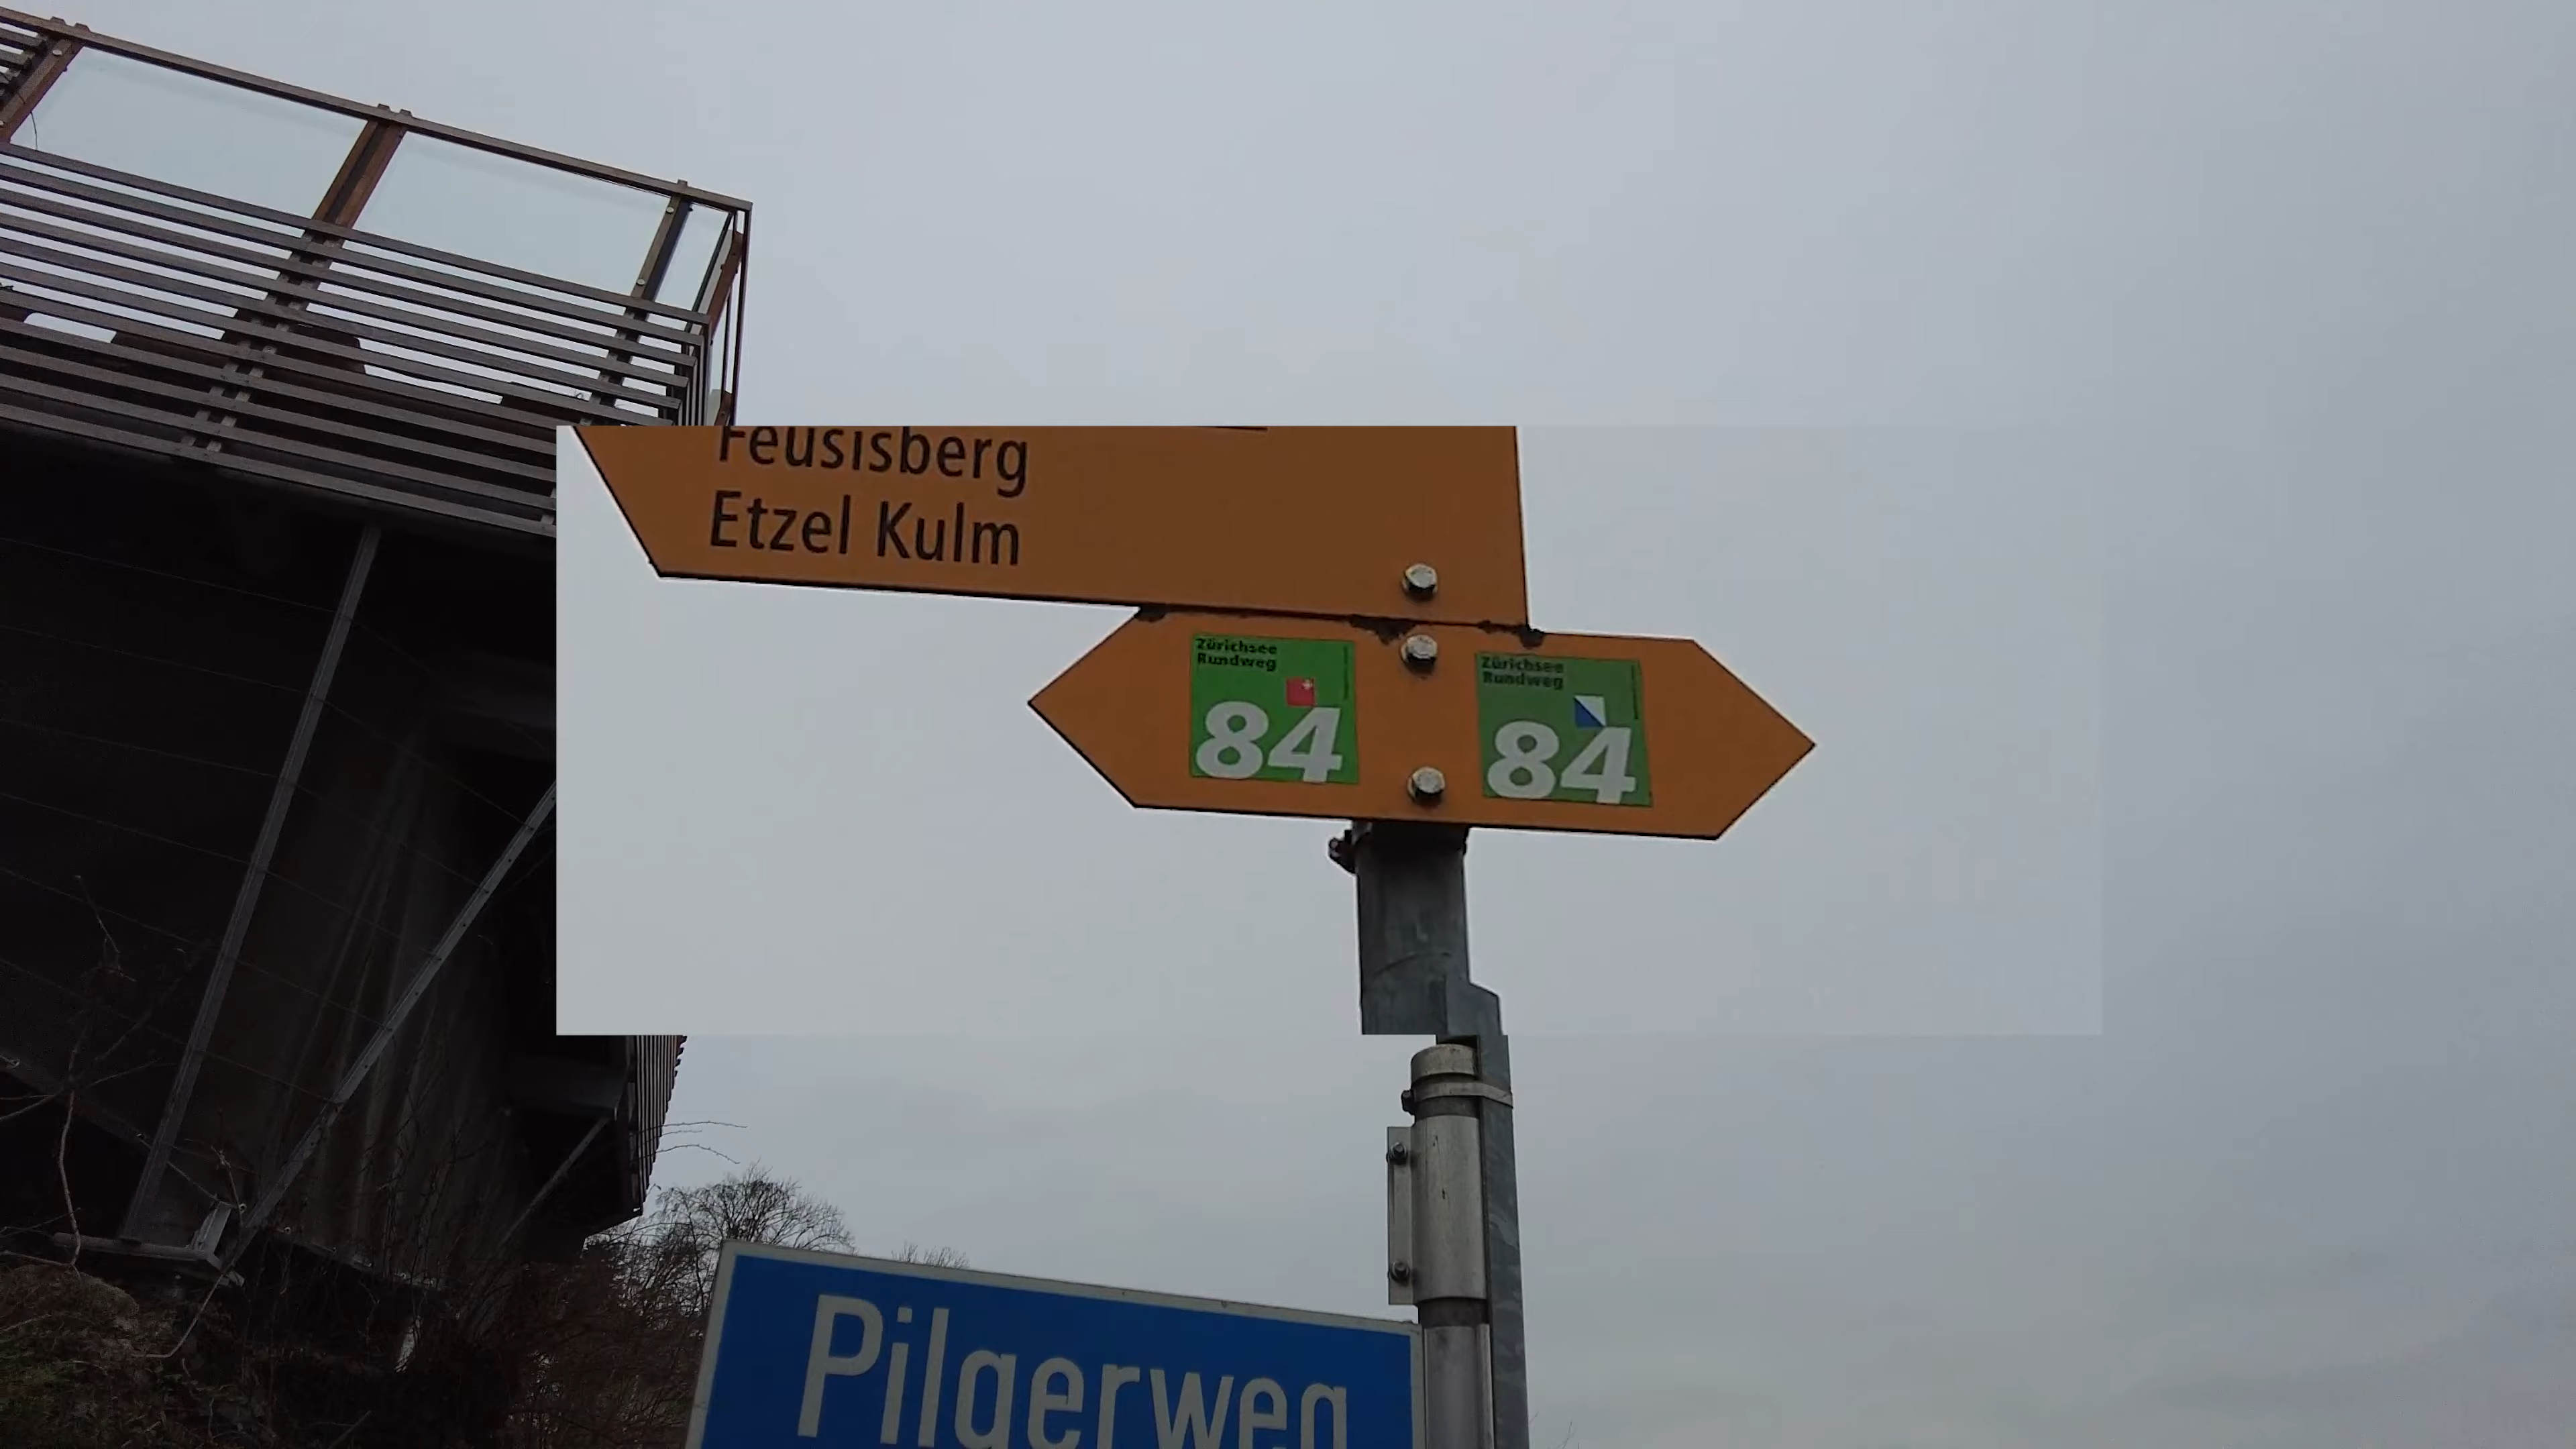 Feusisberg
Etzel Kulm
Zürichsee
Rundweg
84
Zürichsee
Rundweg
84
Pilgerweg